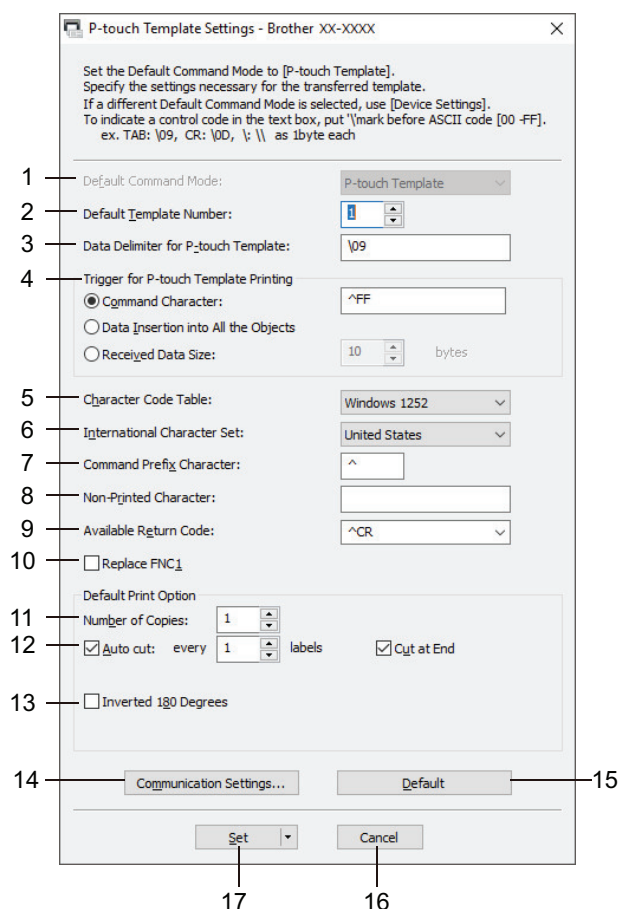 P-touch Template Settings - Brother XX-XXXX
Set the Default Command Mode to [P-touch Template].
Specify the settings necessary for the transferred template.
If a different Default Command Mode is selected, use [Device Settings].
To indicate a control code in the text box, put '\'mark before ASCII code [00 -FF].
ex. TAB: \09, CR: \0D, \: \\ as 1byte each
1 Default Command Mode: P-touch Template
2 Default Template Number: 1
3 Data Delimiter for P-touch Template: \09
4 Trigger for P-touch Template Printing
Command Character: ^FF
Data Insertion into All the Objects
Received Data Size: 10 bytes
5 Character Code Table: Windows 1252
6 International Character Set: United States
7 Command Prefix Character: ^
8 Non-Printed Character:
9 Available Return Code: ^CR
10 Replace FNC1
Default Print Option
11 Number of Copies: 1
12 Auto cut: every 1 labels Cut at End
13 Inverted 180 Degrees
14 Communication Settings... Default 15
Set Cancel
17 16